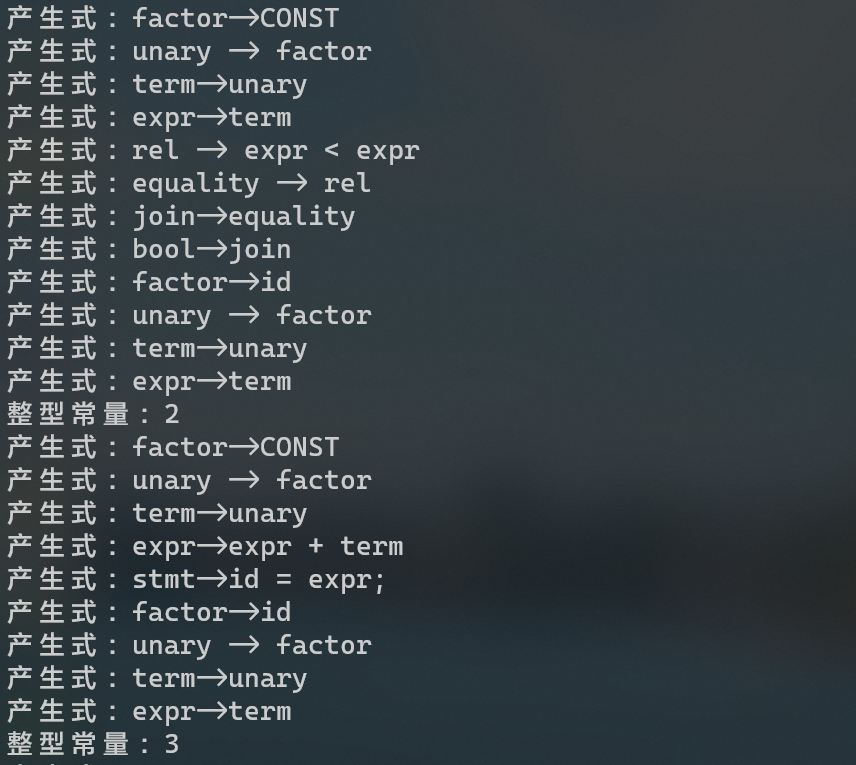 产生式：factor->CONST
产生式：unary -> factor
产生式：term->unary
产生式：expr->term
产生式：rel -> expr < expr
产生式：equality -> rel
产生式：join->equality
产生式：bool->join
产生式：factor->id
产生式：unary -> factor
产生式：term->unary
产生式：expr->term
整型常量：2
产生式：factor->CONST
产生式：unary -> factor
产生式：term->unary
产生式：expr->expr + term
产生式：stmt->id = expr;
产生式：factor->id
产生式：unary -> factor
产生式：term->unary
产生式：expr->term
整型常量：3